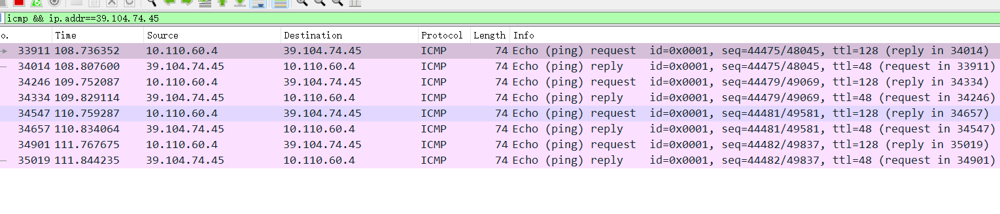 icmp && ip.addr==39.104.74.45
o. Time Source Destination Protocol Length Info
33911 108.736352 10.110.60.4 39.104.74.45 ICMP 74 Echo (ping) request id=0x0001, seq=44475/48045, ttl=128 (reply in 34014)
34014 108.807600 39.104.74.45 10.110.60.4 ICMP 74 Echo (ping) reply id=0x0001, seq=44475/48045, ttl=48 (request in 33911)
34246 109.752087 10.110.60.4 39.104.74.45 ICMP 74 Echo (ping) request id=0x0001, seq=44479/49069, ttl=128 (reply in 34334)
34334 109.829114 39.104.74.45 10.110.60.4 ICMP 74 Echo (ping) reply id=0x0001, seq=44479/49069, ttl=48 (request in 34246)
34547 110.759287 10.110.60.4 39.104.74.45 ICMP 74 Echo (ping) request id=0x0001, seq=44481/49581, ttl=128 (reply in 34657)
34657 110.834064 39.104.74.45 10.110.60.4 ICMP 74 Echo (ping) reply id=0x0001, seq=44481/49581, ttl=48 (request in 34547)
34901 111.767675 10.110.60.4 39.104.74.45 ICMP 74 Echo (ping) request id=0x0001, seq=44482/49837, ttl=128 (reply in 35019)
35019 111.844235 39.104.74.45 10.110.60.4 ICMP 74 Echo (ping) reply id=0x0001, seq=44482/49837, ttl=48 (request in 34901)